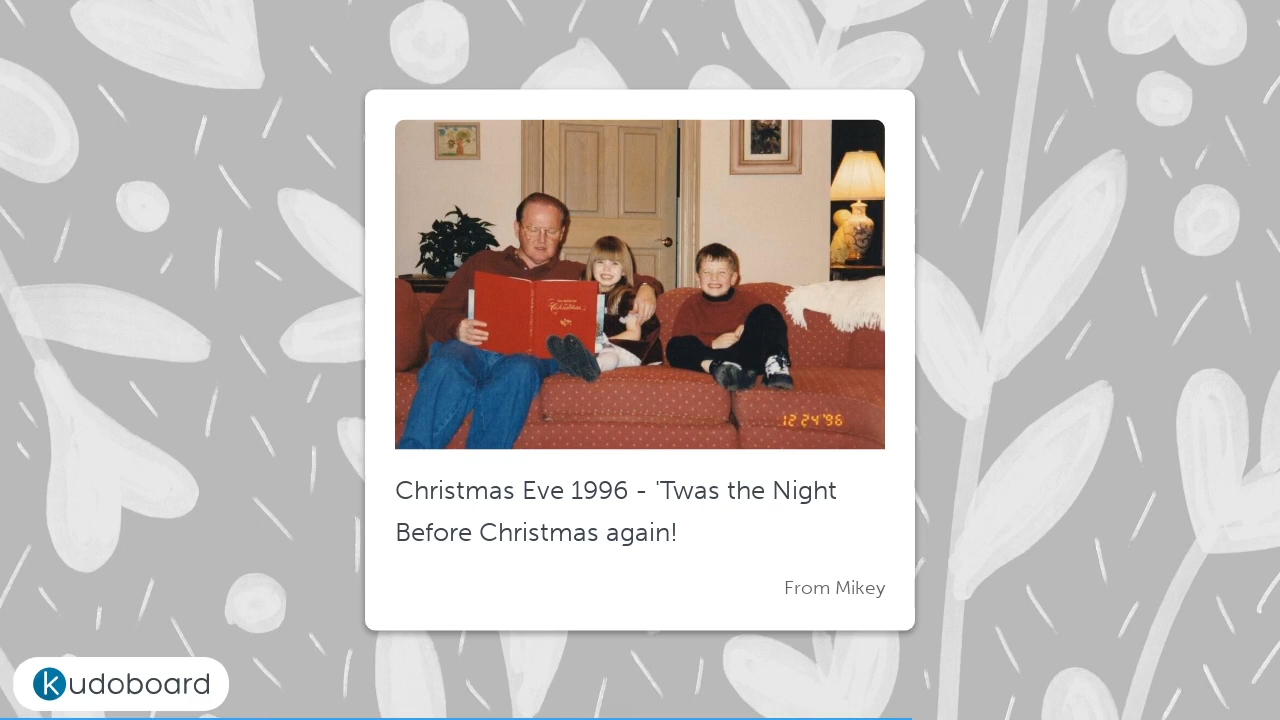 12 24 '96
Christmas Eve 1996 - 'Twas the Night
Before Christmas again!
From Mikey
kudoboard